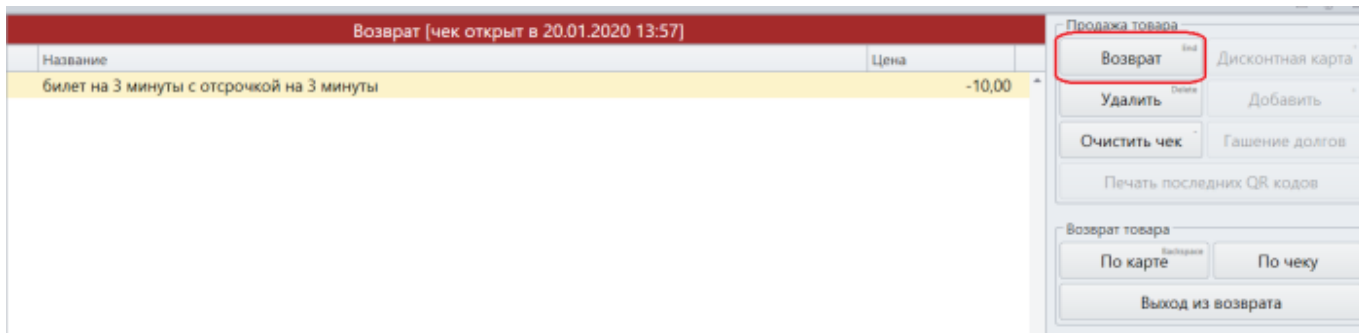 Возврат [чек открыт в 20.01.2020 13:57]
Название Цена
билет на 3 минуты с отсрочкой на 3 минуты -10,00
Продажа товара
Возврат End Дисконтная карта
Удалить Delete Добавить
Очистить чек Гашение долгов
Печать последних QR кодов
Возврат товара
По карте Backspace По чеку
Выход из возврата